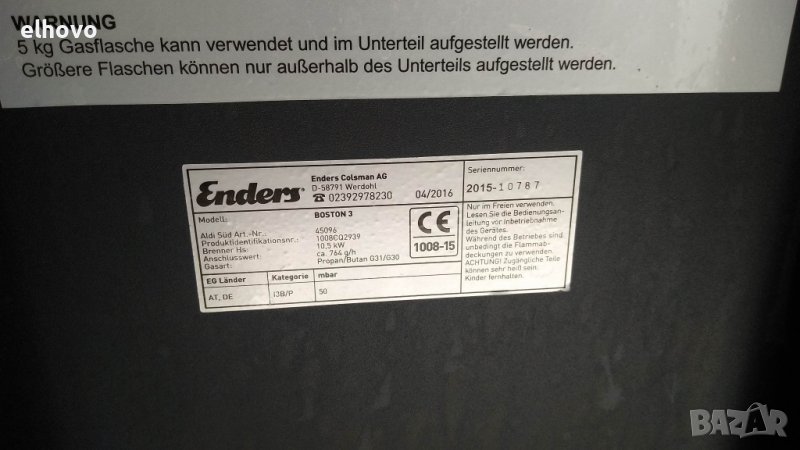 WARNUNG
elhovo
5 kg Gasflasche kann verwendet und im Unterteil aufgestellt werden.
Größere Flaschen können nur außerhalb des Unterteils aufgestellt werden.
Enders
Enders Colsman AG
D-58791 Werdohl
☎ 02392978230 04/2016
Modell: BOSTON 3
Aldi Süd Art.-Nr.: 45096
Produktidentifikationsnr.: 1008CQ2939
Brenner Hs: 10,5 kW
Anschlusswert: ca. 764 g/h
Gasart: Propan/Butan G31/G30
CE
1008-15
EG Länder Kategorie mbar
AT, DE I3B/P 50
Seriennummer:
2015-10787
Nur im Freien verwenden.
Lesen Sie die Bedienungsan-
leitung vor Inbetriebnahme
des Gerätes.
Während des Betriebes sind
unbedingt die Flammab-
deckungen zu verwenden.
ACHTUNG! Zugängliche Teile
können sehr heiß sein.
Kinder fernhalten.
BAZAR